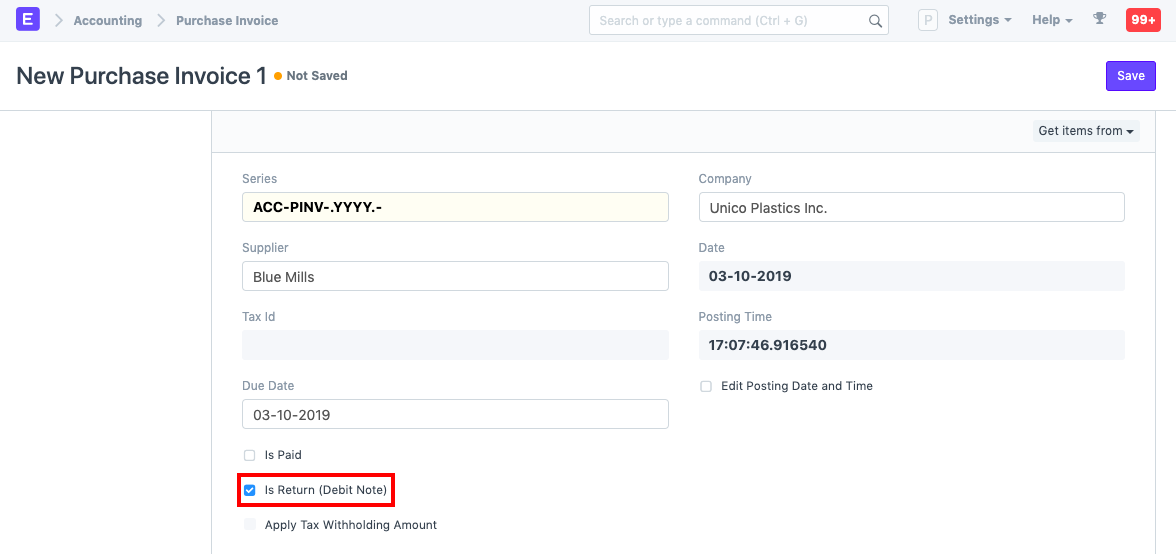 E
Accounting
Purchase Invoice
Search or type a command (Ctrl + G)
P
Settings
Help
99+
New Purchase Invoice 1
Not Saved
Save
Get items from
Series
ACC-PINV-.YYYY.-
Company
Unico Plastics Inc.
Supplier
Blue Mills
Date
03-10-2019
Tax Id
Posting Time
17:07:46.916540
Due Date
03-10-2019
Edit Posting Date and Time
Is Paid
Is Return (Debit Note)
Apply Tax Withholding Amount